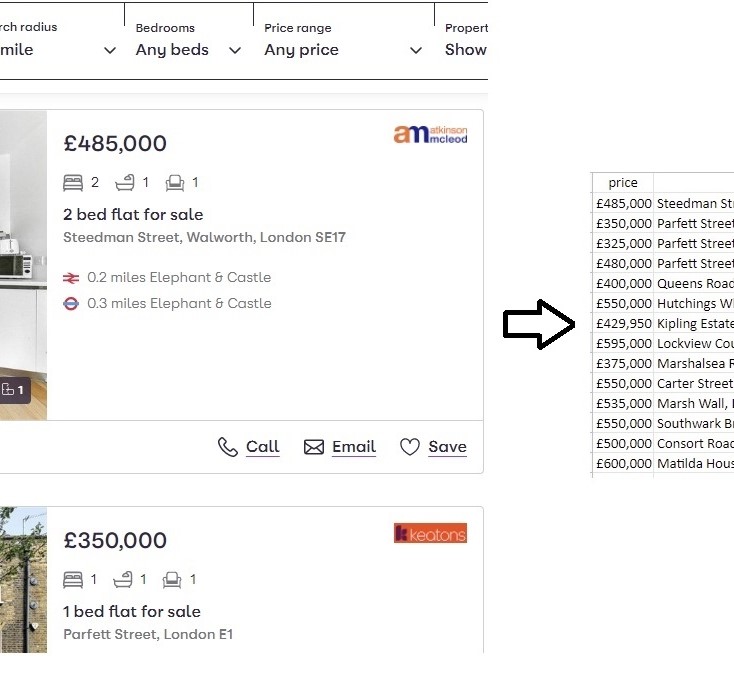 rch radius
mile
Bedrooms
Any beds
Price range
Any price
Propert
Show
£485,000
atkinson
am mcleod
2 1 1
2 bed flat for sale
Steedman Street, Walworth, London SE17
0.2 miles Elephant & Castle
0.3 miles Elephant & Castle
1
Call Email Save
£350,000
keatons
1 1 1
1 bed flat for sale
Parfett Street, London E1
price
£485,000 Steedman Str
£350,000 Parfett Street
£325,000 Parfett Street
£480,000 Parfett Street
£400,000 Queens Road
£550,000 Hutchings W
£429,950 Kipling Estate
£595,000 Lockview Cou
£375,000 Marshalsea R
£550,000 Carter Street
£535,000 Marsh Wall,
£550,000 Southwark Br
£500,000 Consort Road
£600,000 Matilda Hous